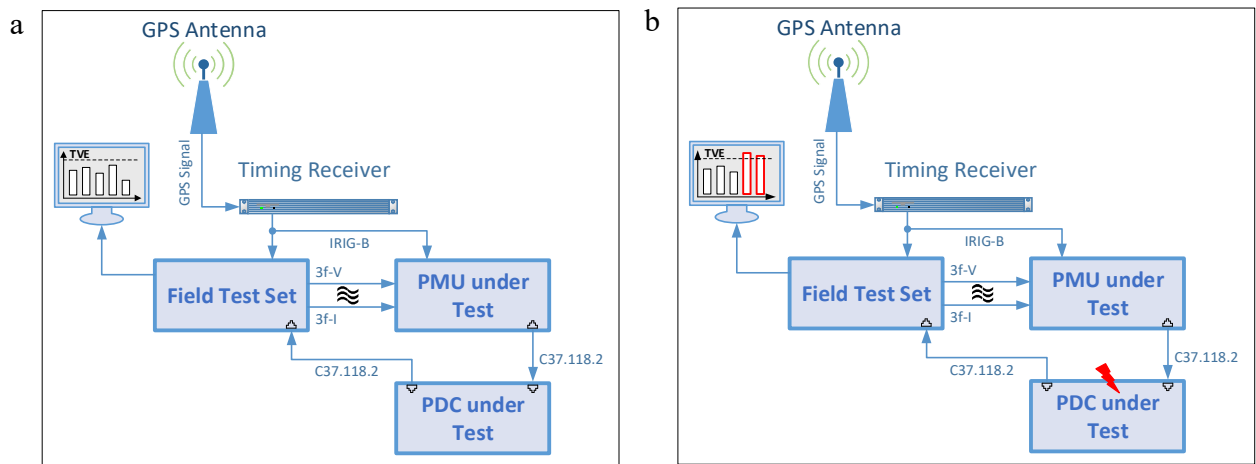 a
GPS Antenna
GPS Signal
TVE
Timing Receiver
IRIG-B
Field Test Set
3f-V
3f-I
PMU under
Test
C37.118.2
C37.118.2
PDC under
Test
b
GPS Antenna
GPS Signal
TVE
Timing Receiver
IRIG-B
Field Test Set
3f-V
3f-I
PMU under
Test
C37.118.2
C37.118.2
PDC under
Test